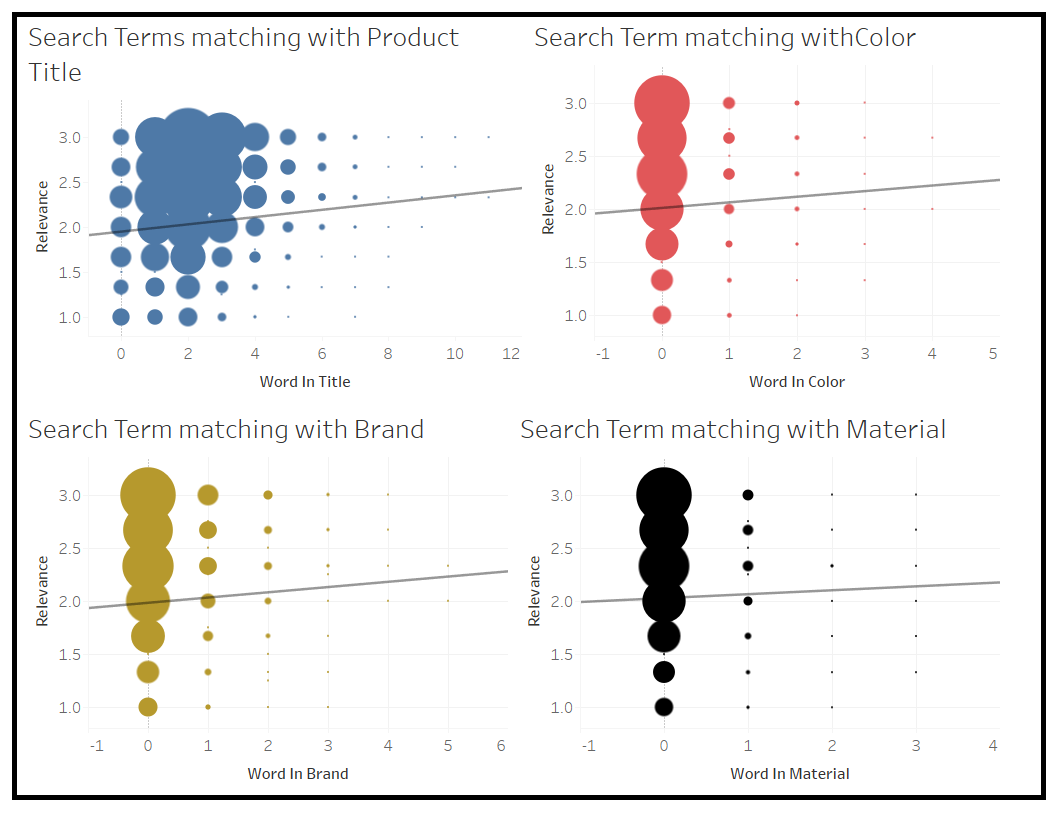 Search Terms matching with Product
Title
Relevance
3.0
2.5
2.0
1.5
1.0
0 2 4 6 8 10 12
Word In Title
Search Term matching withColor
Relevance
3.0
2.5
2.0
1.5
1.0
-1 0 1 2 3 4 5
Word In Color
Search Term matching with Brand
Relevance
3.0
2.5
2.0
1.5
1.0
-1 0 1 2 3 4 5 6
Word In Brand
Search Term matching with Material
Relevance
3.0
2.5
2.0
1.5
1.0
-1 0 1 2 3 4
Word In Material